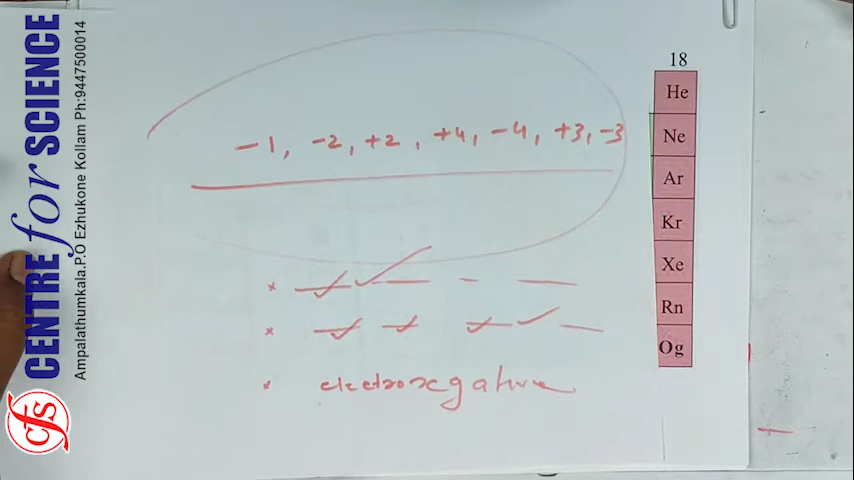 CENTRE for SCIENCE
Ampalathumkala.P.O Ezhukone Kollam Ph:9447500014
cfs
-1, -2, +2, +4, -4, +3, -3
electronegative
18
He
Ne
Ar
Kr
Xe
Rn
Og